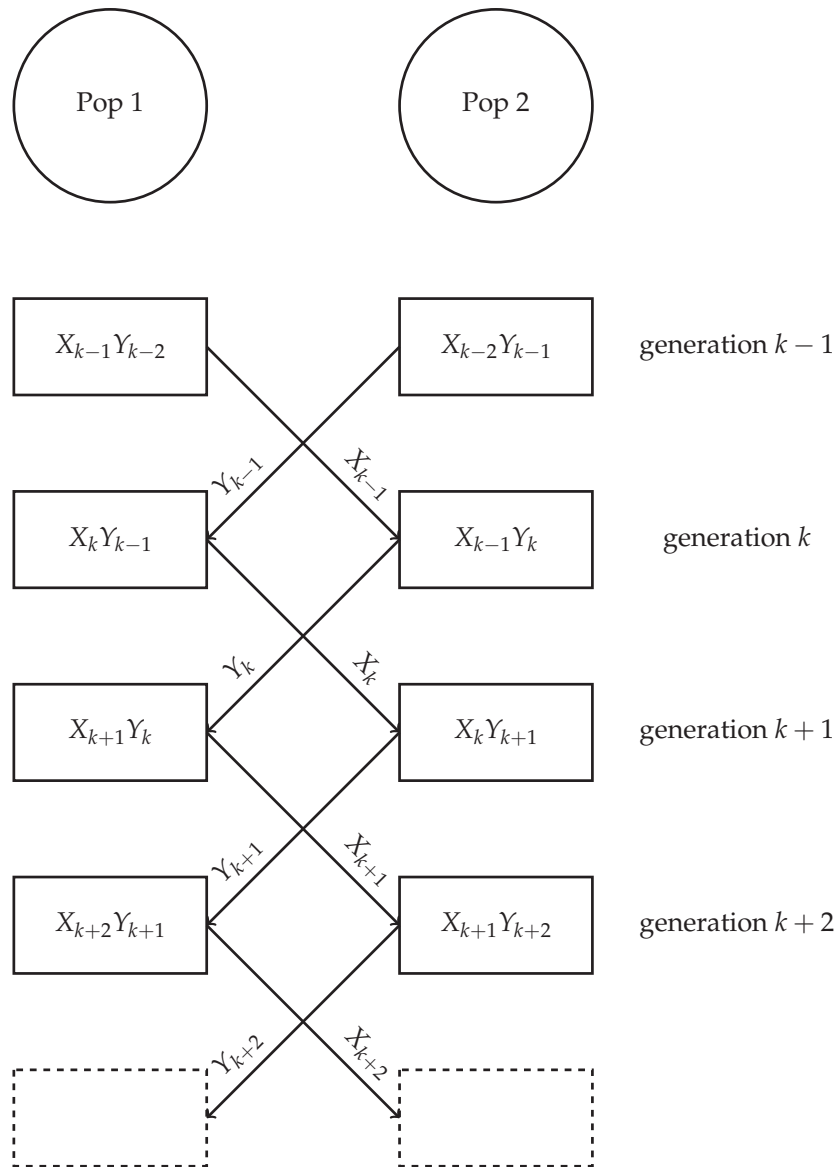 Pop 1 Pop 2
X_{k−1}Y_{k−2} X_{k−2}Y_{k−1} generation k − 1
Y_{k−1} X_{k−1}
X_kY_{k−1} X_{k−1}Y_k generation k
Y_k X_k
X_{k+1}Y_k X_kY_{k+1} generation k + 1
Y_{k+1} X_{k+1}
X_{k+2}Y_{k+1} X_{k+1}Y_{k+2} generation k + 2
Y_{k+2} X_{k+2}